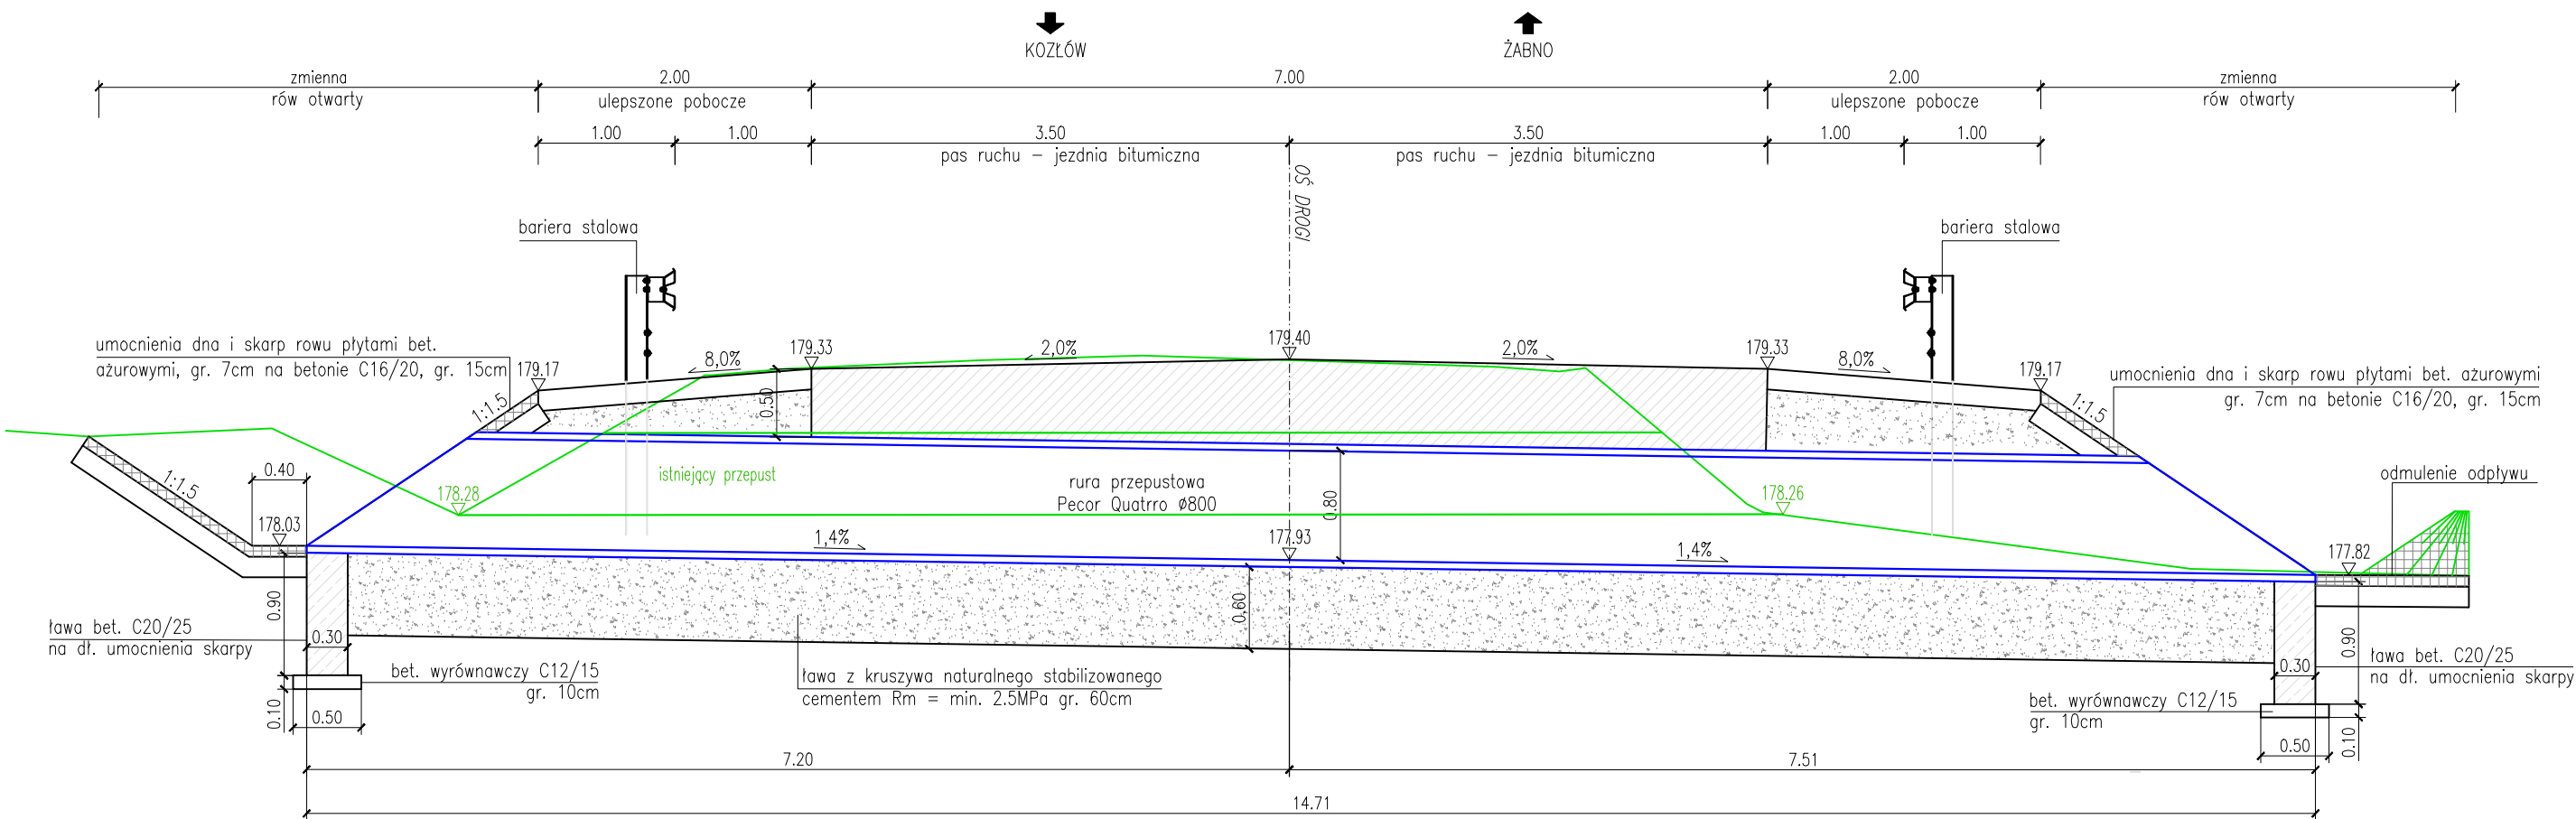 KOZŁÓW
ŻABNO
zmienna
2.00
7.00
2.00
zmienna
rów otwarty
ulepszone pobocze
ulepszone pobocze
rów otwarty
1.00
1.00
3.50
3.50
1.00
1.00
pas ruchu – jezdnia bitumiczna
pas ruchu – jezdnia bitumiczna
OŚ DROGI
bariera stalowa
bariera stalowa
umocnienia dna i skarp rowu płytami bet.
ażurowymi, gr. 7cm na betonie C16/20, gr. 15cm
179.17
8,0%
179.33
2,0%
179.40
2,0%
179.33
8,0%
179.17
umocnienia dna i skarp rowu płytami bet. ażurowymi
gr. 7cm na betonie C16/20, gr. 15cm
1:1.5
0.50
1:1.5
1:1.5
0.40
178.03
178.28
istniejący przepust
rura przepustowa
Pecor Quatrro ø800
0.80
178.26
odmulenie odpływu
1,4%
177.93
1,4%
177.82
0.90
0.60
0.90
ława bet. C20/25
na dł. umocnienia skarpy
0.30
bet. wyrównawczy C12/15
gr. 10cm
ława z kruszywa naturalnego stabilizowanego
cementem Rm = min. 2.5MPa gr. 60cm
0.30
ława bet. C20/25
na dł. umocnienia skarpy
bet. wyrównawczy C12/15
gr. 10cm
0.10
0.50
0.50
0.10
7.20
7.51
14.71